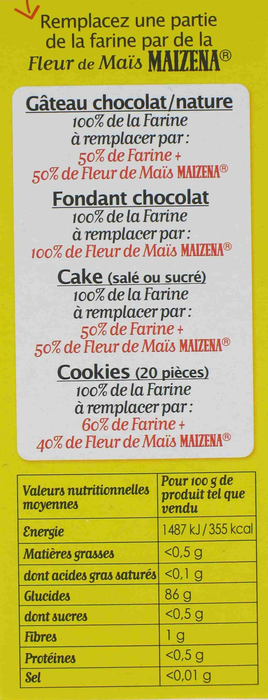 Remplacez une partie
de la farine par de la
Fleur de Maïs MAIZENA®
Gâteau chocolat/nature
100% de la Farine
à remplacer par :
50% de Farine +
50% de Fleur de Maïs MAIZENA®
Fondant chocolat
100% de la Farine
à remplacer par :
100% de Fleur de Maïs MAIZENA®
Cake (salé ou sucré)
100% de la Farine
à remplacer par :
50% de Farine +
50% de Fleur de Maïs MAIZENA®
Cookies (20 pièces)
100% de la Farine
à remplacer par :
60% de Farine +
40% de Fleur de Maïs MAIZENA®
Valeurs nutritionnelles moyennes
Pour 100 g de
produit tel que
vendu
Energie 1487 kJ / 355 kcal
Matières grasses <0,5 g
dont acides gras saturés <0,1 g
Glucides 86 g
dont sucres <0,5 g
Fibres 1 g
Protéines <0,5 g
Sel <0,01 g